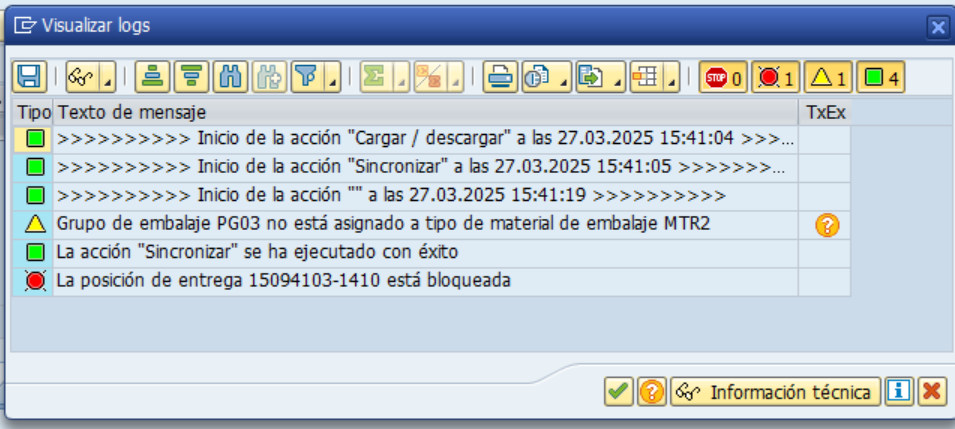 Visualizar logs
STOP 0 1 1 4
Tipo Texto de mensaje TxEx
>>>>>>>>>> Inicio de la acción "Cargar / descargar" a las 27.03.2025 15:41:04 >>>...
>>>>>>>>>> Inicio de la acción "Sincronizar" a las 27.03.2025 15:41:05 >>>>>>>...
>>>>>>>>>> Inicio de la acción "" a las 27.03.2025 15:41:19 >>>>>>>>>>
Grupo de embalaje PG03 no está asignado a tipo de material de embalaje MTR2
La acción "Sincronizar" se ha ejecutado con éxito
La posición de entrega 15094103-1410 está bloqueada
Información técnica